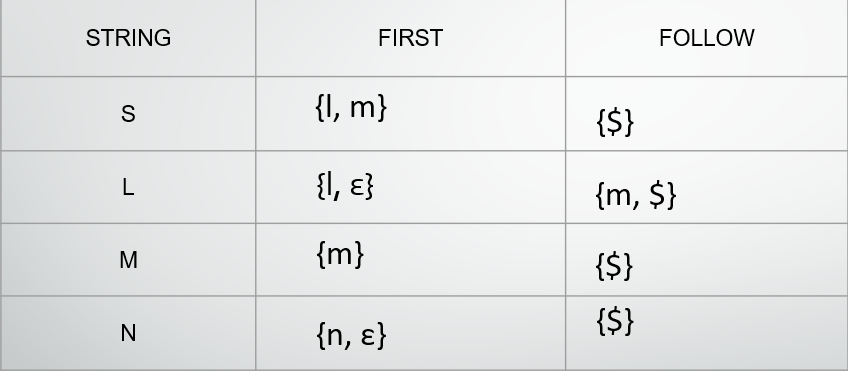 STRING FIRST FOLLOW
S {l, m} {$}
L {l, ε} {m, $}
M {m} {$}
N {n, ε} {$}